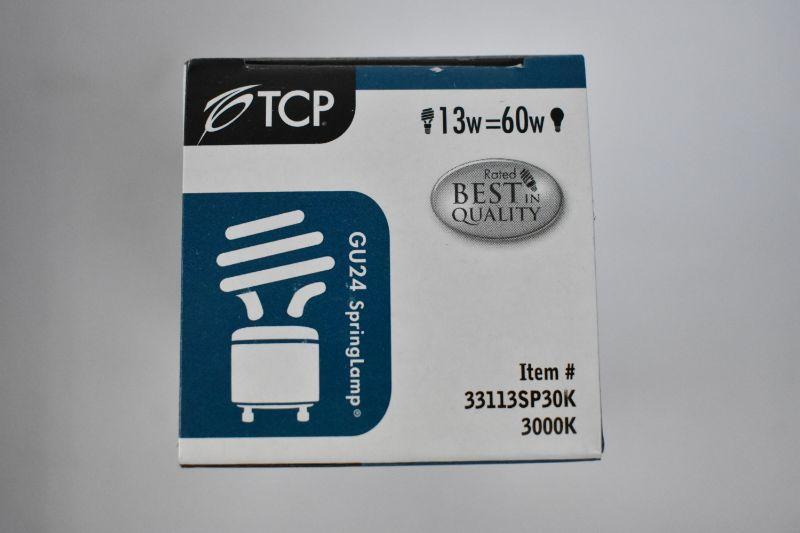 TCP
13w=60w
Rated
BEST IN
QUALITY
GU24 SpringLamp®
Item #
33113SP30K
3000K